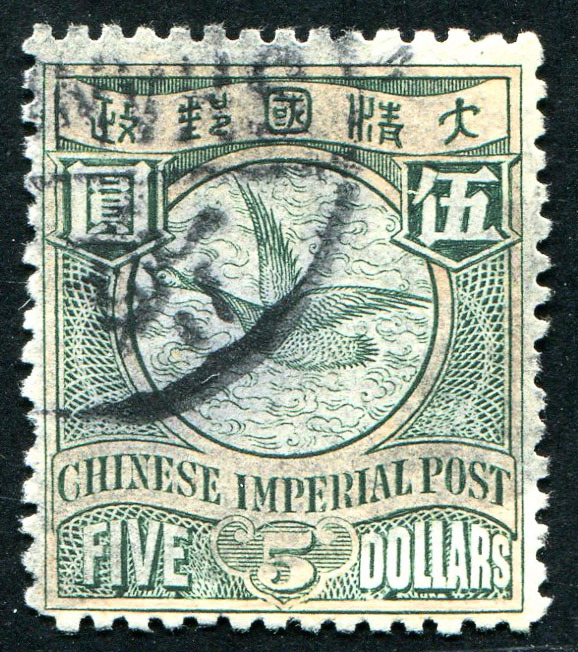 大清國郵政
伍圓
CHINESE IMPERIAL POST
FIVE 5 DOLLARS